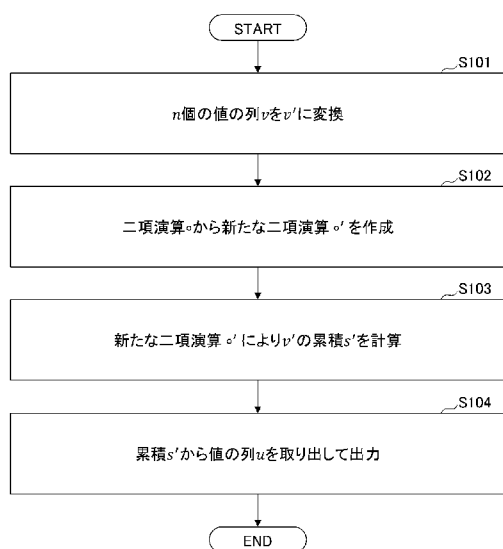 START
S101
n個の値の列vをv'に変換
S102
二項演算∘から新たな二項演算∘'を作成
S103
新たな二項演算∘'によりv'の累積s'を計算
S104
累積s'から値の列uを取り出して出力
END